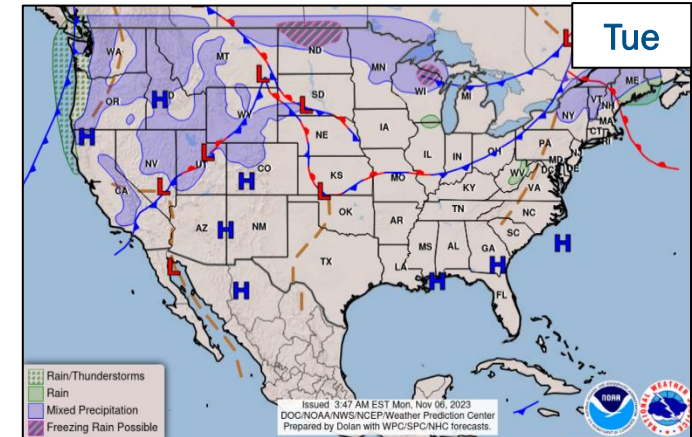 Tue
WA
MT
ND
MN
ME
L
L
OR
ID
H
SD
WI
MI
VT
NH
NY
MA
CT
RI
H
WY
L
NE
IA
PA
NJ
NV
UT
L
IL
IN
OH
MD
DE
DC
WV
VA
CA
L
CO
H
KS
MO
KY
L
OK
TN
NC
AZ
H
NM
AR
SC
H
MS
AL
GA
L
TX
LA
H
H
H
FL
Rain/Thunderstorms
Rain
Mixed Precipitation
Freezing Rain Possible
Issued 3:47 AM EST Mon, Nov 06, 2023
DOC/NOAA/NWS/NCEP/Weather Prediction Center
Prepared by Dolan with WPC/SPC/NHC forecasts.
NOAA